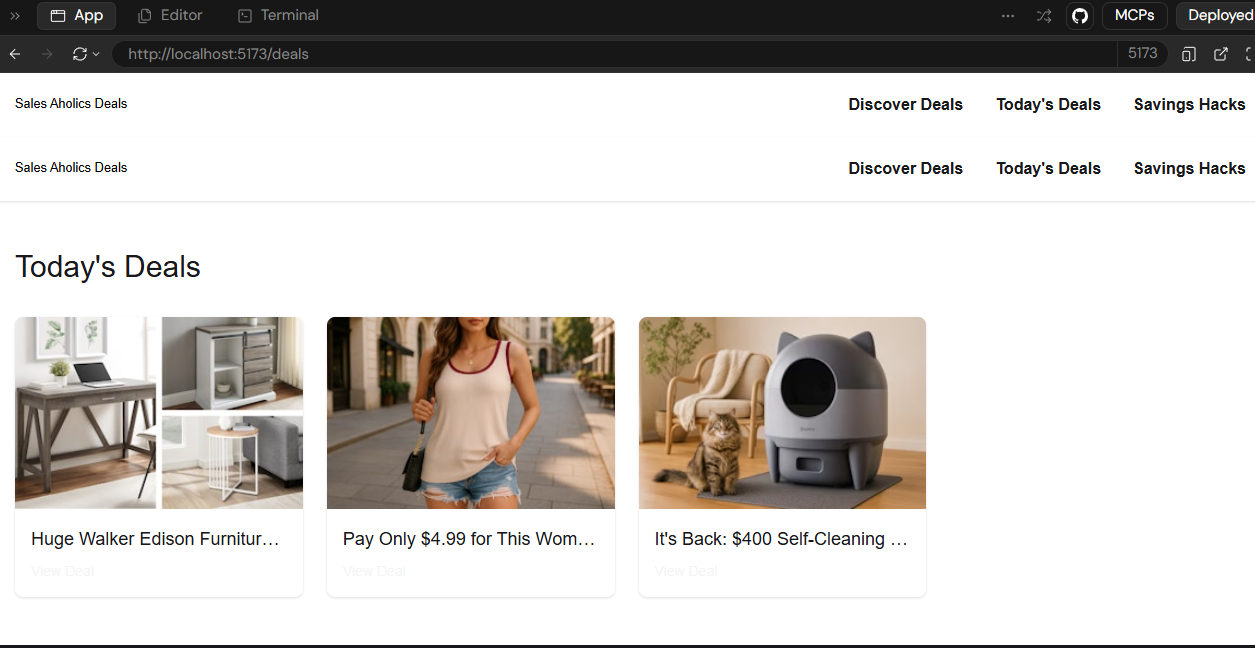 App Editor Terminal MCPs Deployed
http://localhost:5173/deals 5173
Sales Aholics Deals Discover Deals Today's Deals Savings Hacks
Sales Aholics Deals Discover Deals Today's Deals Savings Hacks
Today's Deals
Huge Walker Edison Furnitur… Pay Only $4.99 for This Wom… It's Back: $400 Self-Cleaning …
View Deal View Deal View Deal